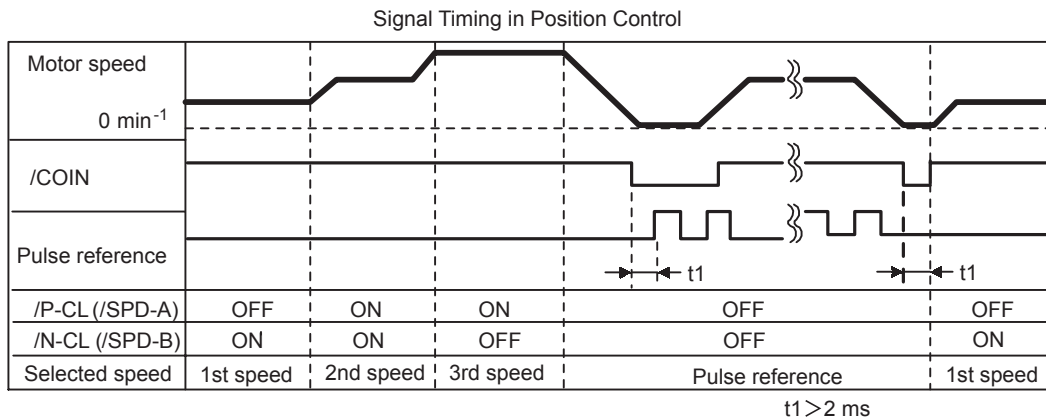 Signal Timing in Position Control
Motor speed
0 min-1
/COIN
Pulse reference
t1
t1
/P-CL (/SPD-A) OFF ON ON OFF OFF
/N-CL (/SPD-B) ON ON OFF OFF ON
Selected speed 1st speed 2nd speed 3rd speed Pulse reference 1st speed
t1＞2 ms